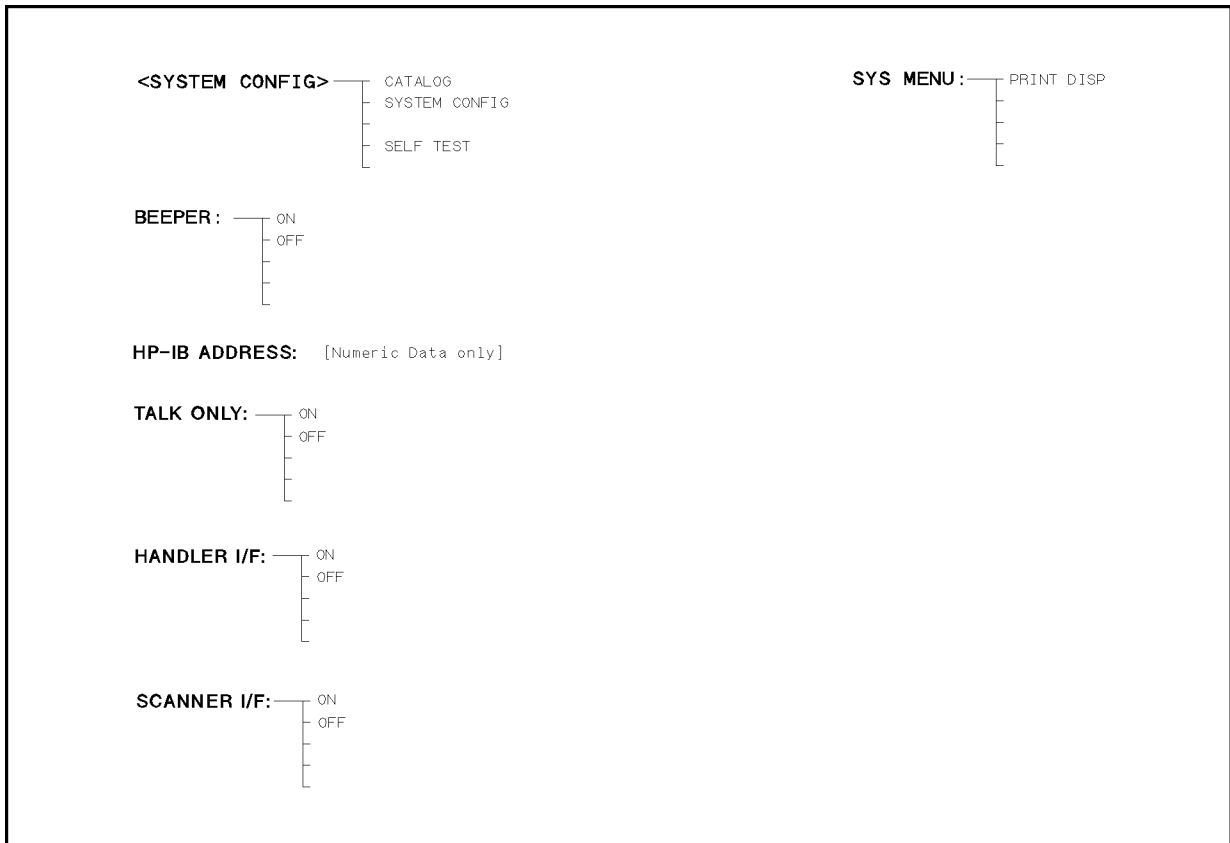 <SYSTEM CONFIG> CATALOG
SYSTEM CONFIG
SELF TEST
SYS MENU: PRINT DISP
BEEPER: ON
OFF
HP-IB ADDRESS: [Numeric Data only]
TALK ONLY: ON
OFF
HANDLER I/F: ON
OFF
SCANNER I/F: ON
OFF